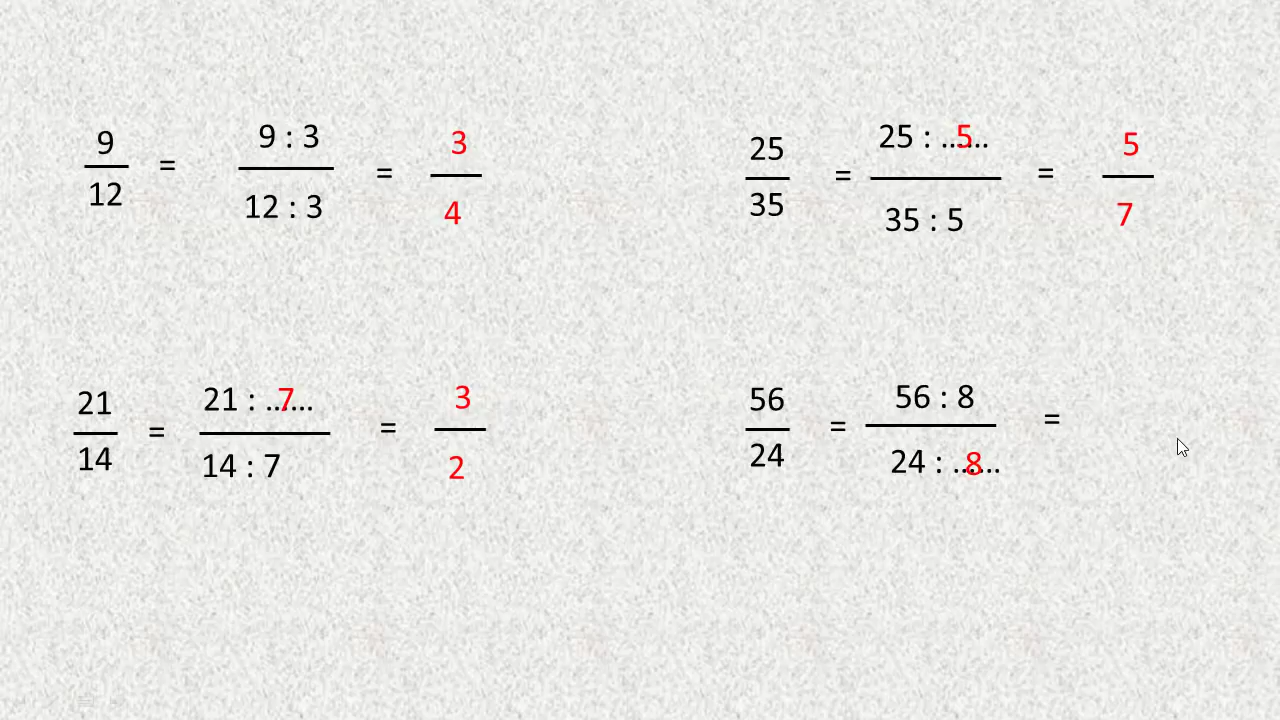 9 = 9 : 3 = 3
12 12 : 3 4
25 = 25 : ...5... = 5
35 35 : 5 7
21 = 21 : ...7... = 3
14 14 : 7 2
56 = 56 : 8 =
24 24 : ...8...